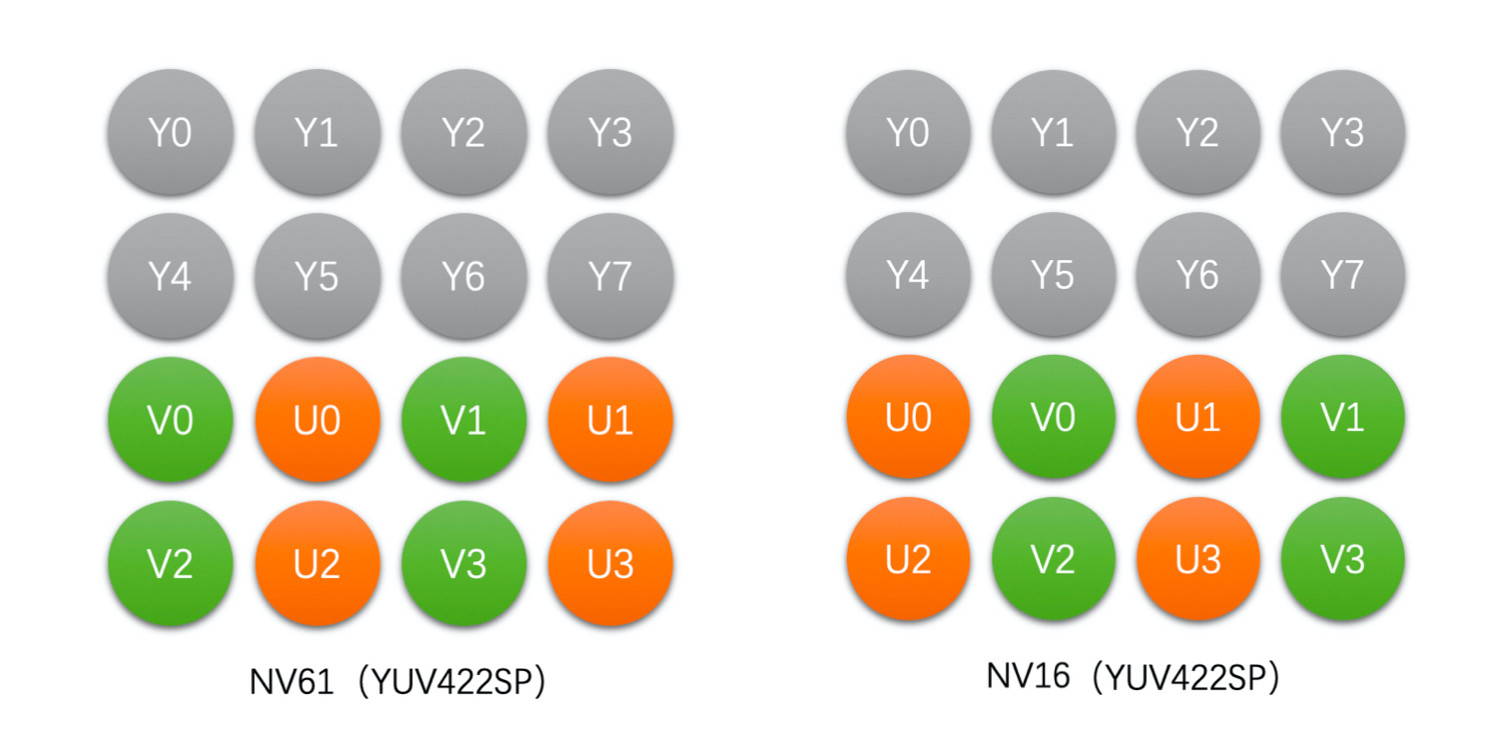 Y0 Y1 Y2 Y3
Y4 Y5 Y6 Y7
V0 U0 V1 U1
V2 U2 V3 U3
NV61（YUV422SP）
Y0 Y1 Y2 Y3
Y4 Y5 Y6 Y7
U0 V0 U1 V1
U2 V2 U3 V3
NV16（YUV422SP）